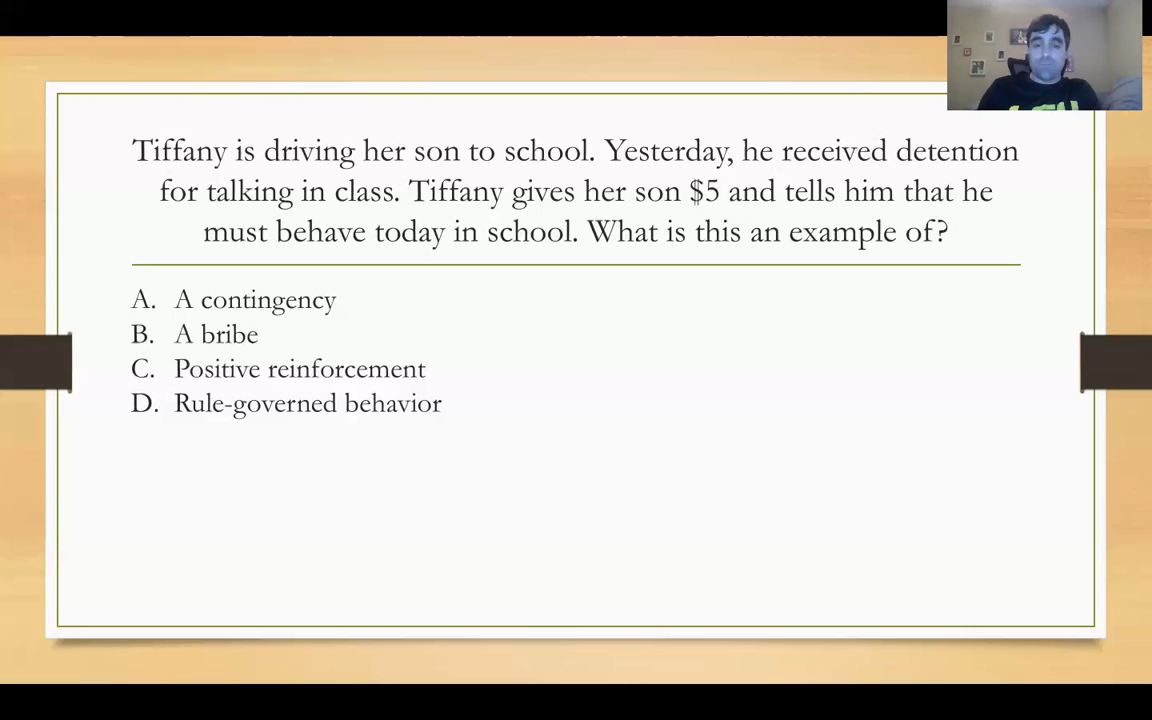 Tiffany is driving her son to school. Yesterday, he received detention
for talking in class. Tiffany gives her son $5 and tells him that he
must behave today in school. What is this an example of?
A. A contingency
B. A bribe
C. Positive reinforcement
D. Rule-governed behavior